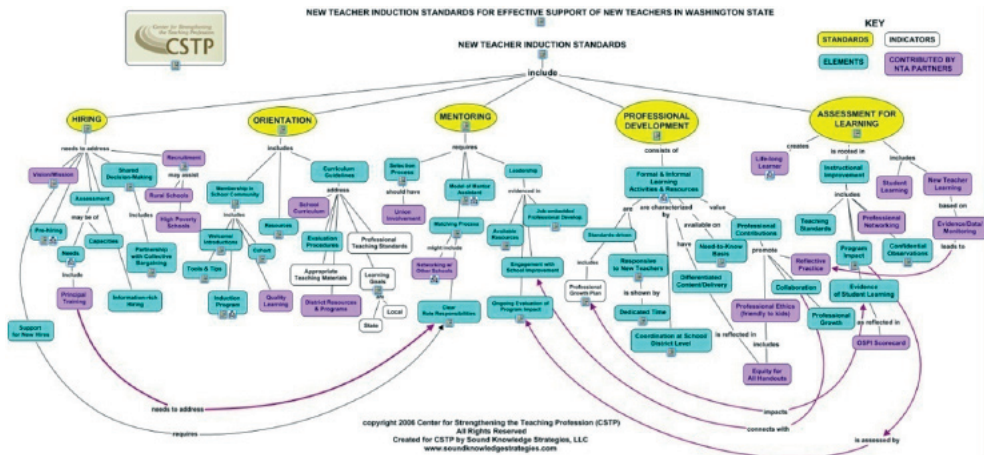 NEW TEACHER INDUCTION STANDARDS FOR EFFECTIVE SUPPORT OF NEW TEACHERS IN WASHINGTON STATE
Center for Strengthening
the Teaching Profession
CSTP
NEW TEACHER INDUCTION STANDARDS
include
KEY
STANDARDS
INDICATORS
ELEMENTS
CONTRIBUTED BY
NTA PARTNERS
HIRING
needs to address
Vision/Mission
Shared
Decision-Making
Recruitment
may assist
Rural Schools
High Poverty
Schools
Assessment
may be of
includes
Pre-hiring
Needs
Capacities
Partnership
with Collective
Bargaining
include
Principal
Training
Information-rich
Hiring
Support
for New Hires
ORIENTATION
includes
Membership in
School Community
includes
Resources
Welcome/
Introductions
Cohort
Tools & Tips
Induction
Program
Quality
Learning
Curriculum
Guidelines
address
School
Curriculum
Evaluation
Procedures
Professional
Teaching Standards
Appropriate
Teaching Materials
Learning
Goals
are
District Resources
& Programs
State
Local
MENTORING
requires
Selection
Process
should have
Union
Involvement
Model of Mentor
Assistant
Matching Process
might include
Networking w/
Other Schools
Clear
Role Responsibilities
Leadership
evidenced in
Job-embedded
Professional Develop
Available
Resources
Engagement with
School Improvement
includes
Professional
Growth Plan
Ongoing Evaluation of
Program Impact
PROFESSIONAL
DEVELOPMENT
consists of
Formal & Informal
Learning
Activities & Resources
are
are characterized
by
available on
value
Standards-driven
have
Need-to-Know
Basis
Professional
Contributions
promote
Responsive
to New Teachers
is shown by
Dedicated Time
Coordination at School
District Level
Differentiated
Content/Delivery
is reflected in
Reflective
Practice
Collaboration
Professional Ethics
(friendly to kids)
includes
Professional
Growth
Equity for
All Handouts
ASSESSMENT FOR
LEARNING
creates
is rooted in
includes
Life-long
Learner
Instructional
Improvement
Student
Learning
New Teacher
Learning
includes
based on
Teaching
Standards
Professional
Networking
Evidence/Data/
Monitoring
Program
Impact
Confidential
Observations
leads to
Evidence
of Student Learning
as reflected in
OSPI Scorecard
needs to address
requires
impacts
connects with
is assessed by
copyright 2006 Center for Strengthening the Teaching Profession (CSTP)
All Rights Reserved
Created for CSTP by Sound Knowledge Strategies, LLC
www.soundknowledgestrategies.com